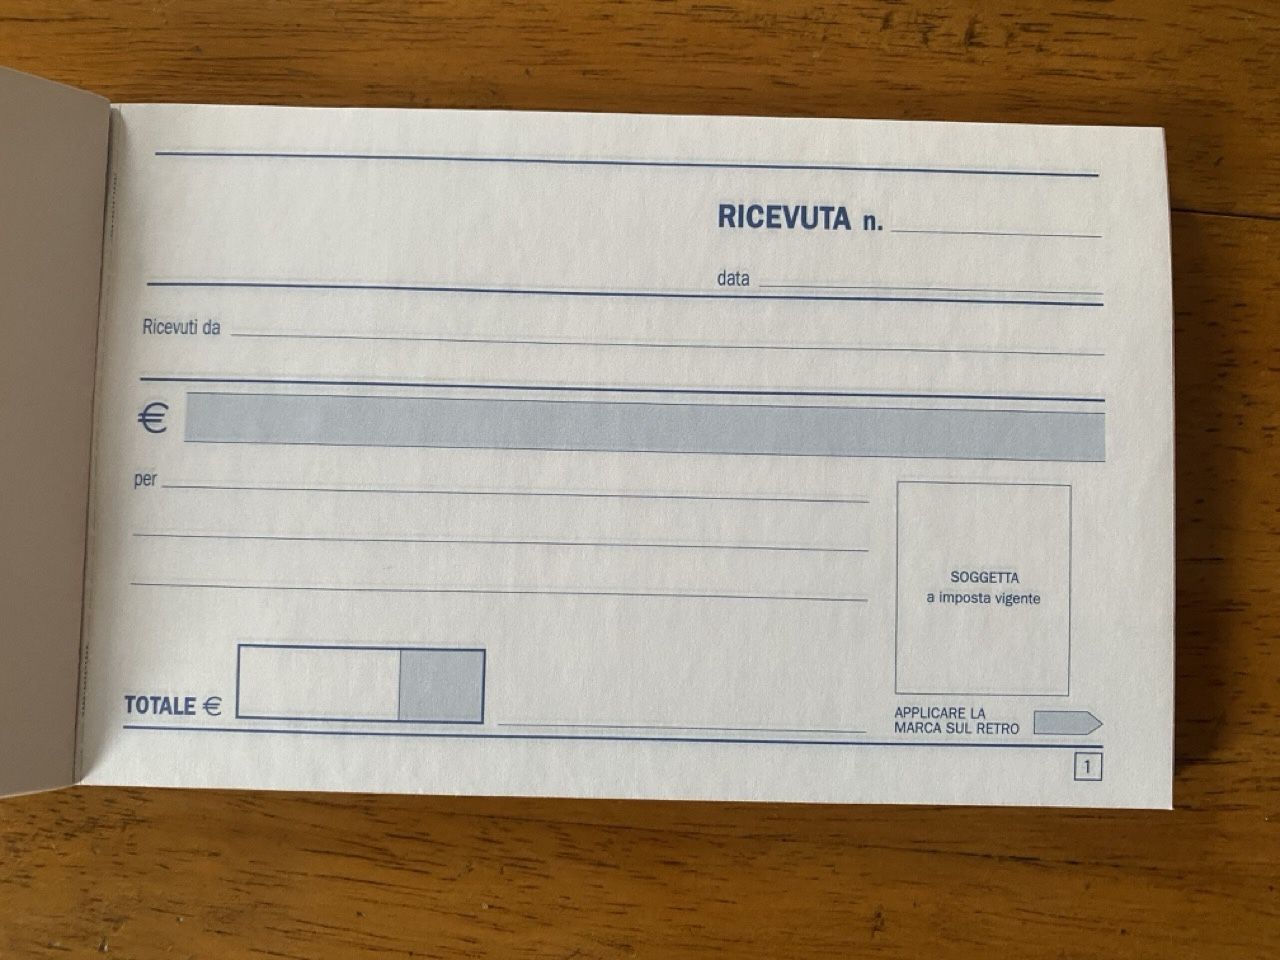 RICEVUTA n.
data
Ricevuti da
€
per
SOGGETTA
a imposta vigente
TOTALE €
APPLICARE LA
MARCA SUL RETRO
1